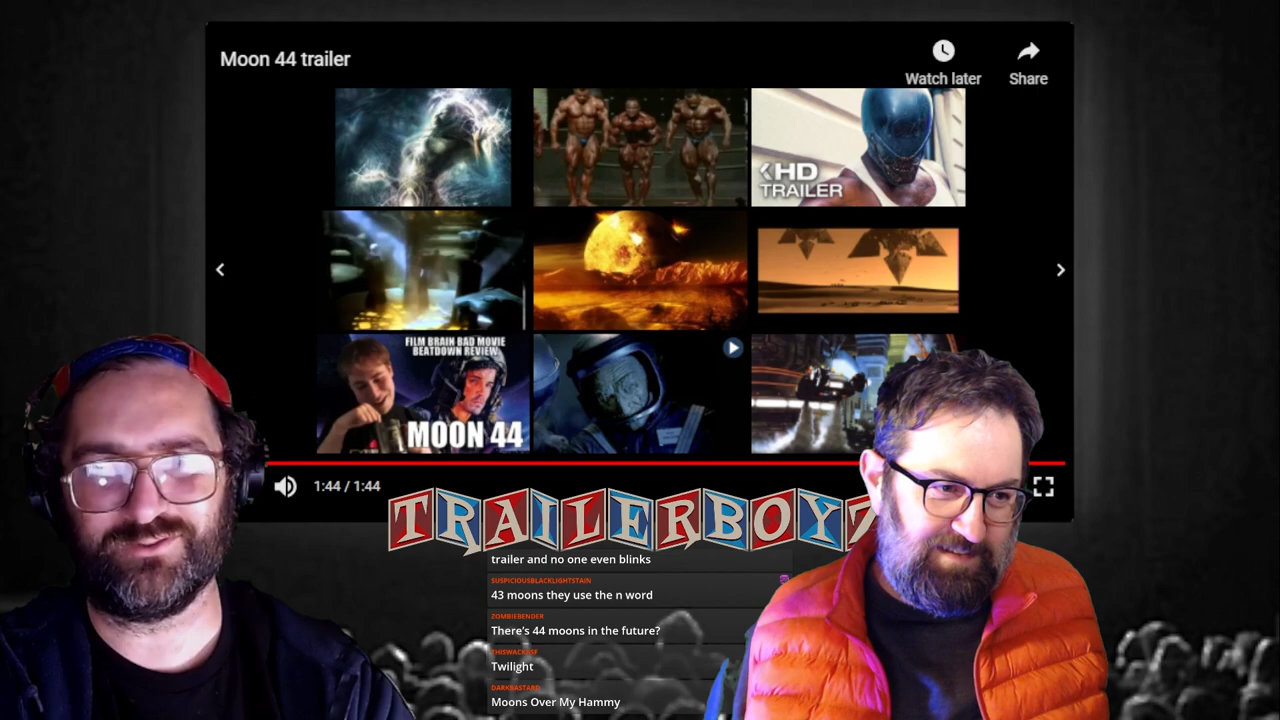 Moon 44 trailer
Watch later
Share
HD
TRAILER
FILM BRAIN BAD MOVIE
BEATDOWN REVIEW
MOON 44
1:44 / 1:44
TRAILERBOYZ
trailer and no one even blinks
SUSPICIOUSBLACKLIGHTSTAIN
43 moons they use the n word
ZOMBIEBENDER
There's 44 moons in the future?
THISWACKASF
Twilight
DARKBASTARD
Moons Over My Hammy